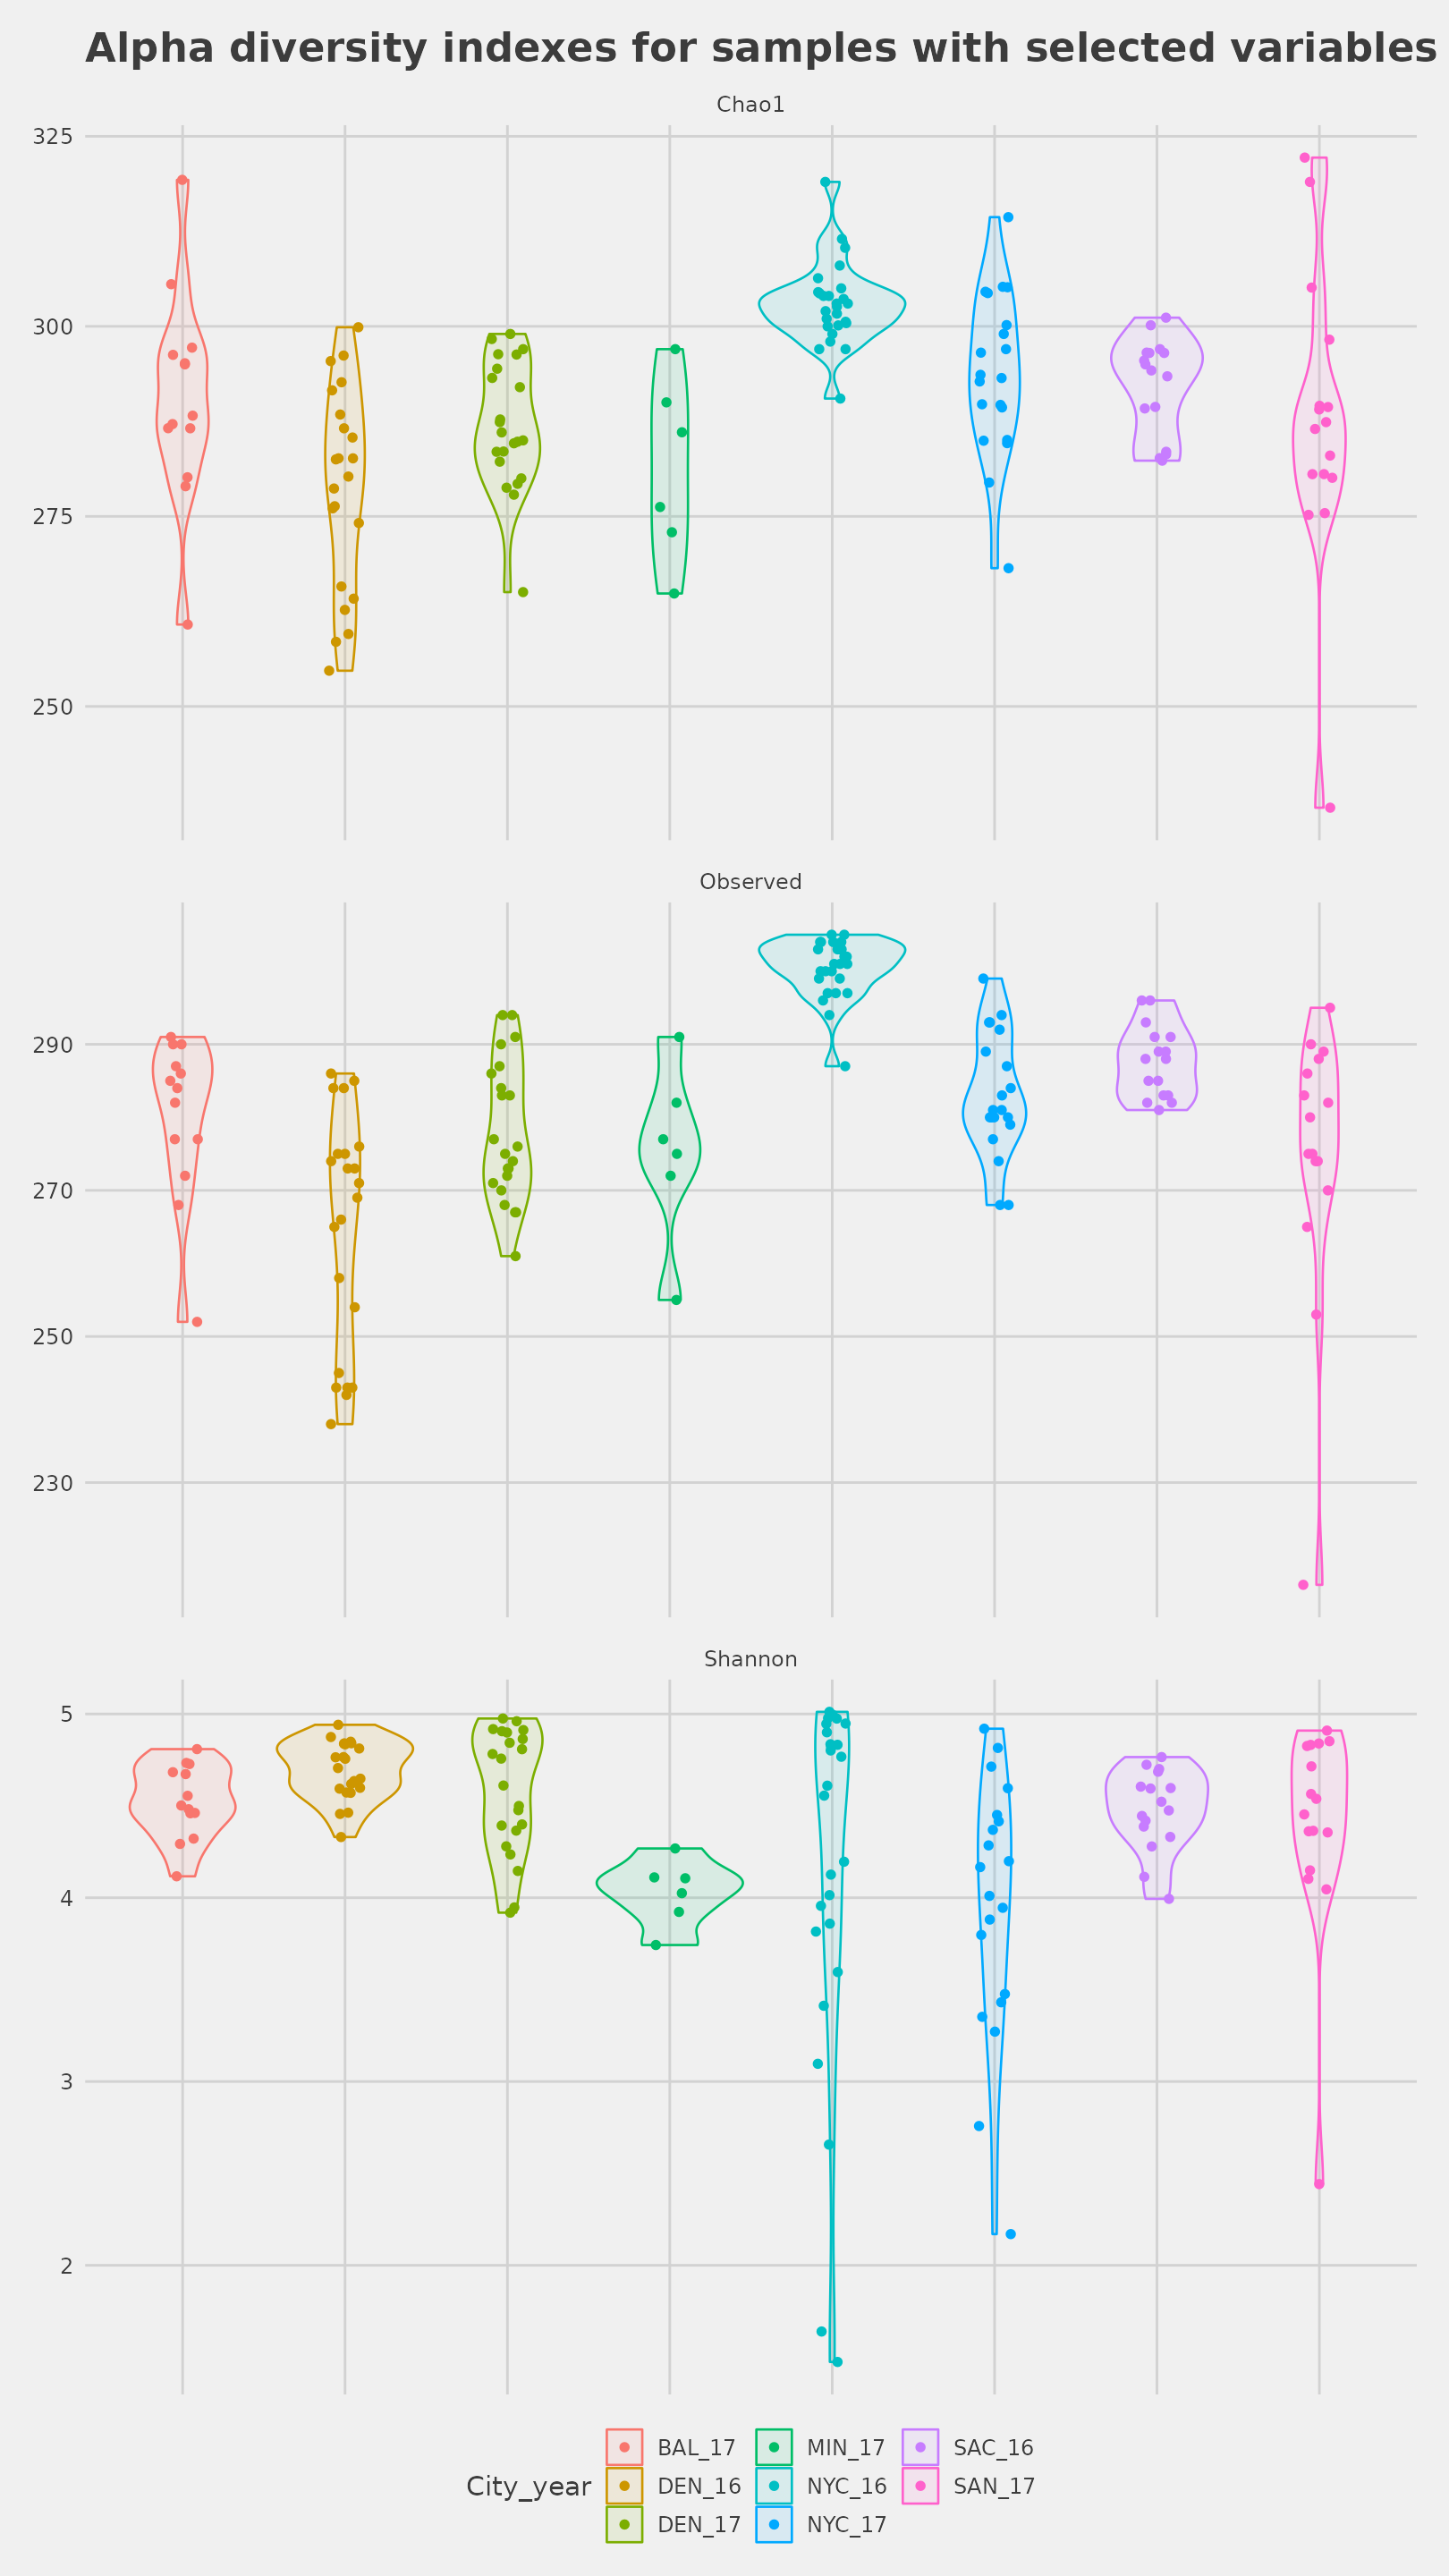 Alpha diversity indexes for samples with selected variables
Chao1
325
300
275
250
Observed
290
270
250
230
Shannon
5
4
3
2
City_year
BAL_17
DEN_16
DEN_17
MIN_17
NYC_16
NYC_17
SAC_16
SAN_17